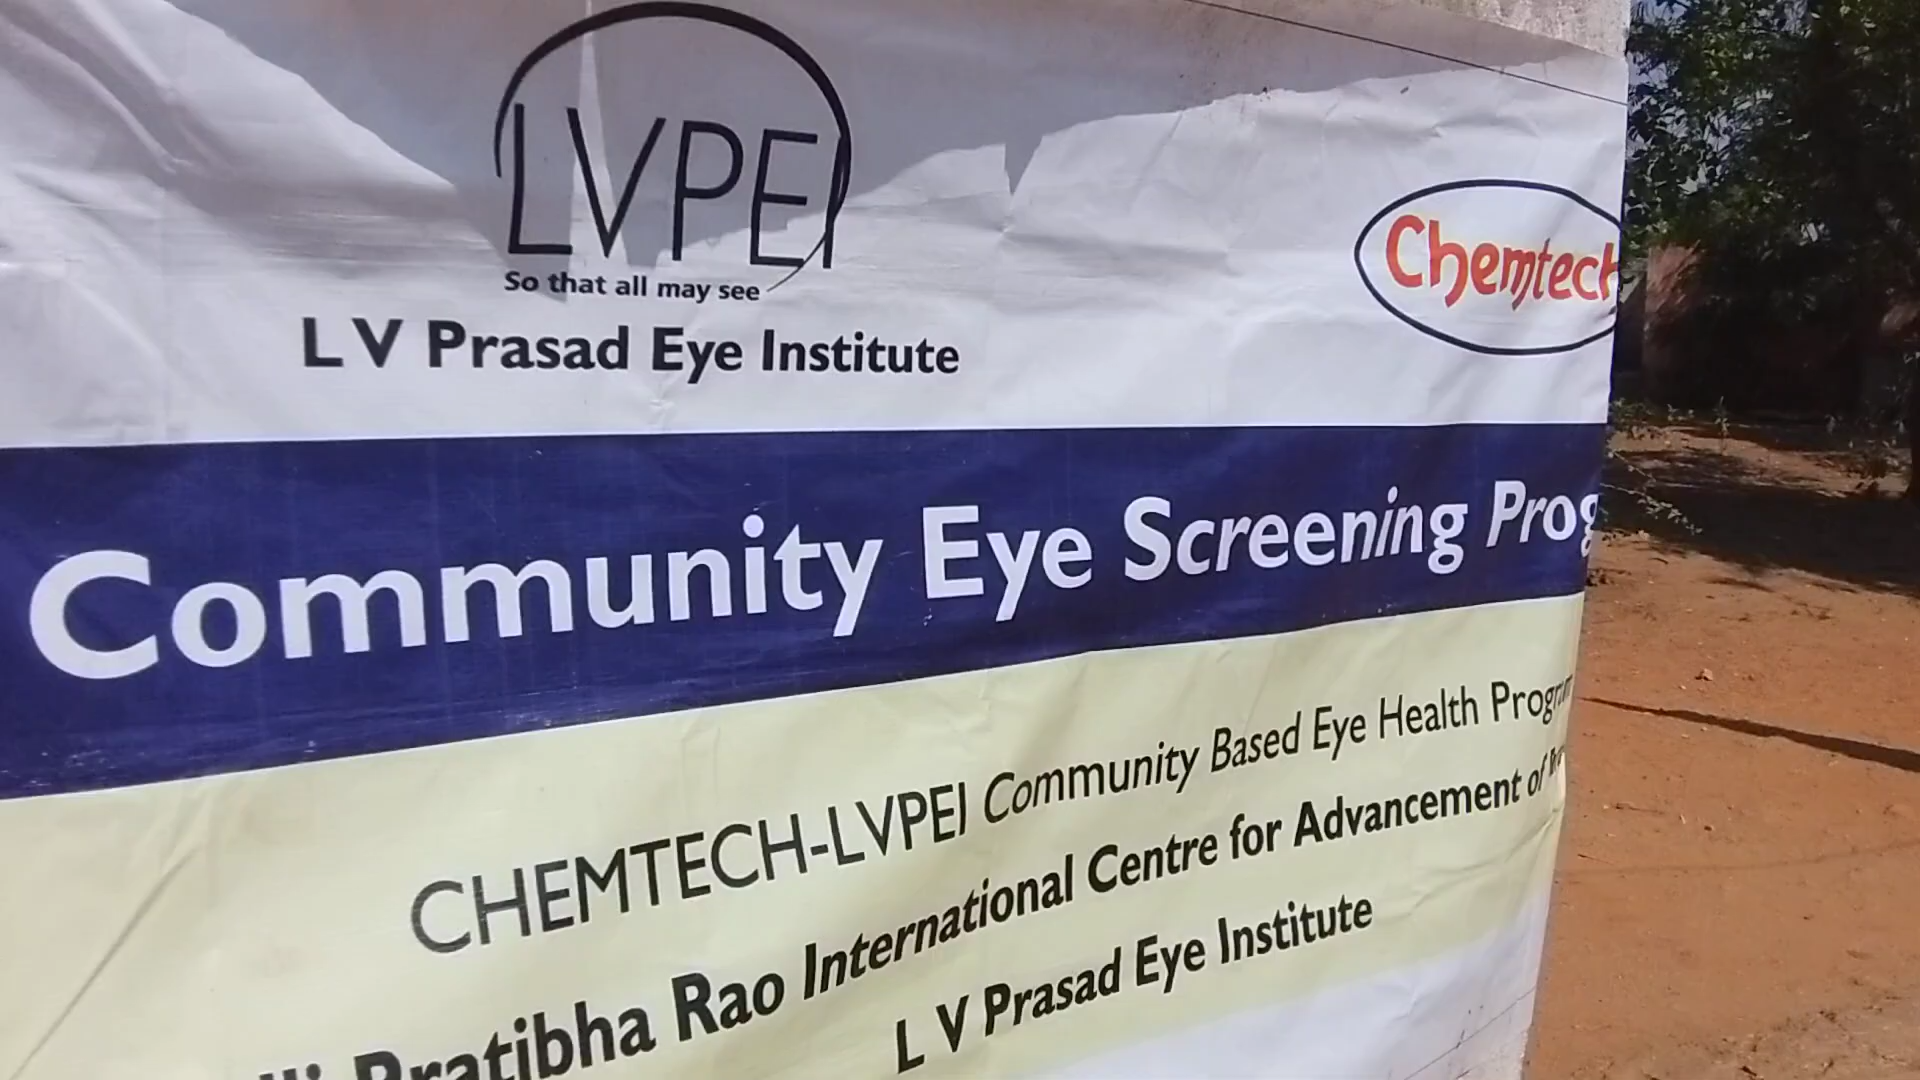 LVPEI
So that all may see
L V Prasad Eye Institute
Chemtech
Community Eye Screening Prog
CHEMTECH-LVPEI Community Based Eye Health Program
Pratibha Rao International Centre for Advancement of
L V Prasad Eye Institute